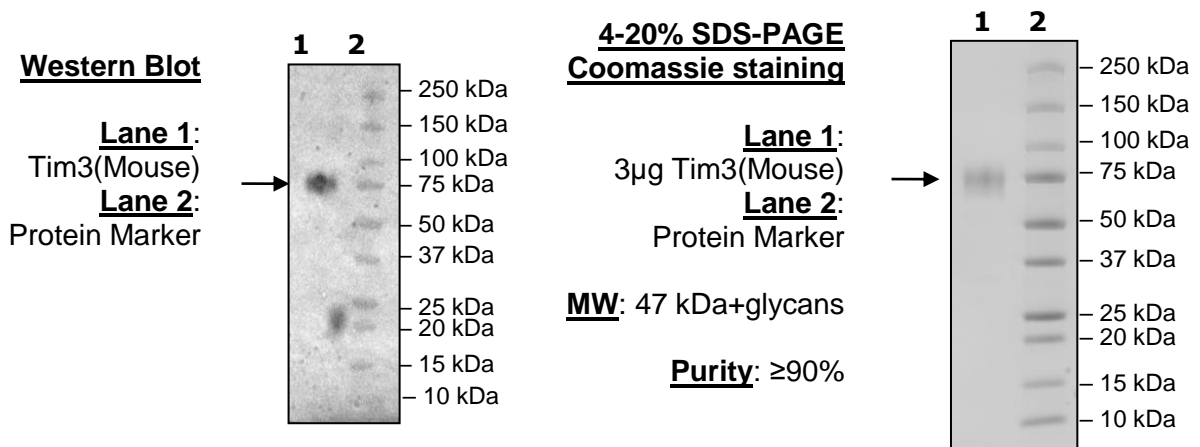 Western Blot
Lane 1:
Tim3(Mouse)
Lane 2:
Protein Marker
1 2
– 250 kDa
– 150 kDa
– 100 kDa
– 75 kDa
– 50 kDa
– 37 kDa
– 25 kDa
– 20 kDa
– 15 kDa
– 10 kDa
4-20% SDS-PAGE
Coomassie staining
Lane 1:
3µg Tim3(Mouse)
Lane 2:
Protein Marker
MW: 47 kDa+glycans
Purity: ≥90%
1 2
– 250 kDa
– 150 kDa
– 100 kDa
– 75 kDa
– 50 kDa
– 37 kDa
– 25 kDa
– 20 kDa
– 15 kDa
– 10 kDa